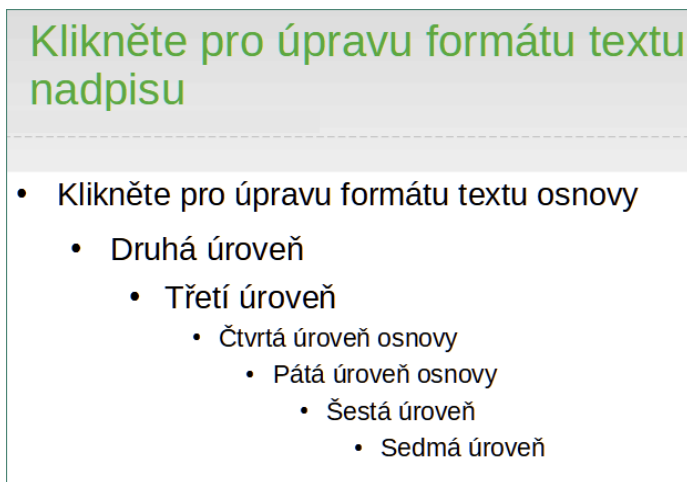 Klikněte pro úpravu formátu textu
nadpisu
• Klikněte pro úpravu formátu textu osnovy
• Druhá úroveň
• Třetí úroveň
• Čtvrtá úroveň osnovy
• Pátá úroveň osnovy
• Šestá úroveň
• Sedmá úroveň